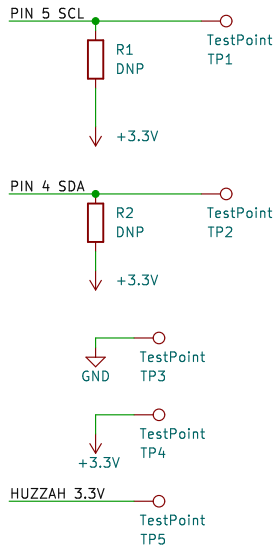 PIN 5 SCL
TestPoint
TP1
R1
DNP
+3.3V
PIN 4 SDA
TestPoint
TP2
R2
DNP
+3.3V
TestPoint
TP3
GND
TestPoint
TP4
+3.3V
HUZZAH 3.3V
TestPoint
TP5